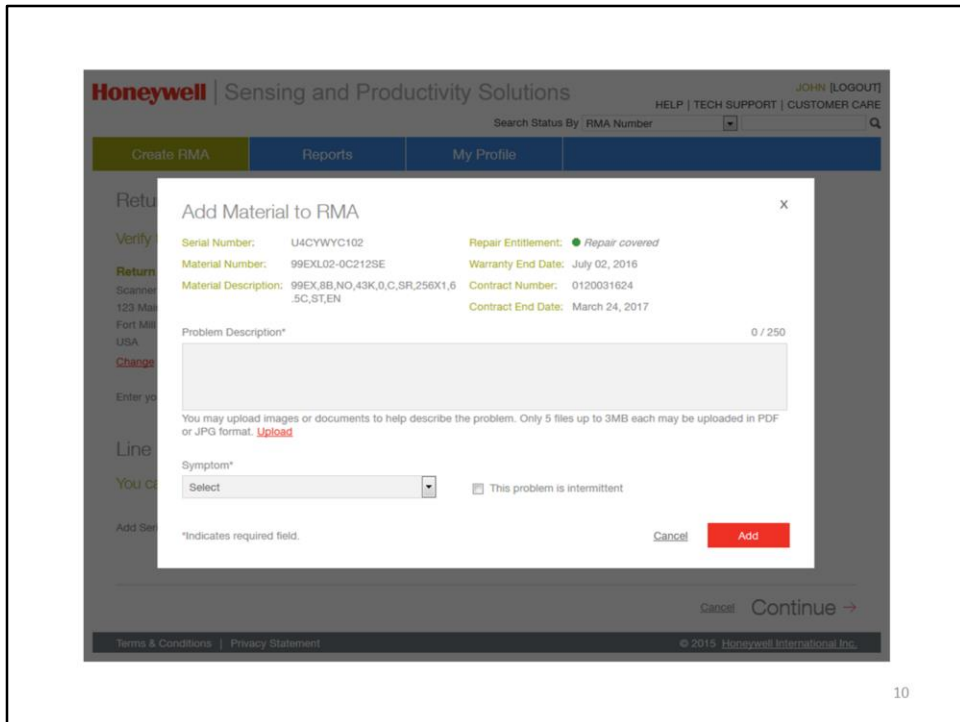 Honeywell | Sensing and Productivity Solutions
JOHN [LOGOUT]
HELP | TECH SUPPORT | CUSTOMER CARE
Search Status By RMA Number
Create RMA Reports My Profile
Retu
Verify
Return
Scanner
123 Mai
Fort Mill
USA
Change
Enter yo
Line
You ca
Add Ser
Add Material to RMA X
Serial Number: U4CYWYC102 Repair Entitlement: Repair covered
Material Number: 99EXL02-0C212SE Warranty End Date: July 02, 2016
Material Description: 99EX,8B,NO,43K,0,C,SR,256X1,6 Contract Number: 0120031624
.5C,ST,EN
Contract End Date: March 24, 2017
Problem Description* 0 / 250
You may upload images or documents to help describe the problem. Only 5 files up to 3MB each may be uploaded in PDF
or JPG format. Upload
Symptom*
Select This problem is intermittent
*Indicates required field. Cancel Add
Cancel Continue →
Terms & Conditions | Privacy Statement © 2015 Honeywell International Inc.
10